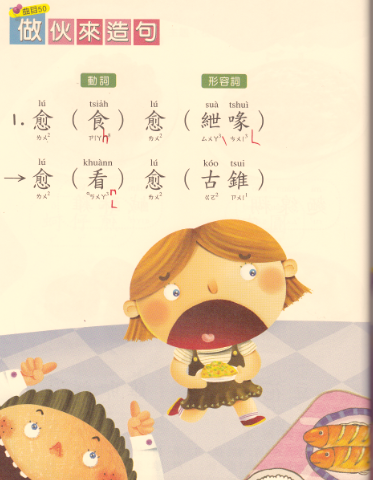 曲目50
做伙來造句
動詞 形容詞
lú tsia̍h lú suà tshuì
1. 愈 ( 食 ) 愈 ( 紲 喙 )
lú khuànn lú kóo tsui
→ 愈 ( 看 ) 愈 ( 古 錐 )